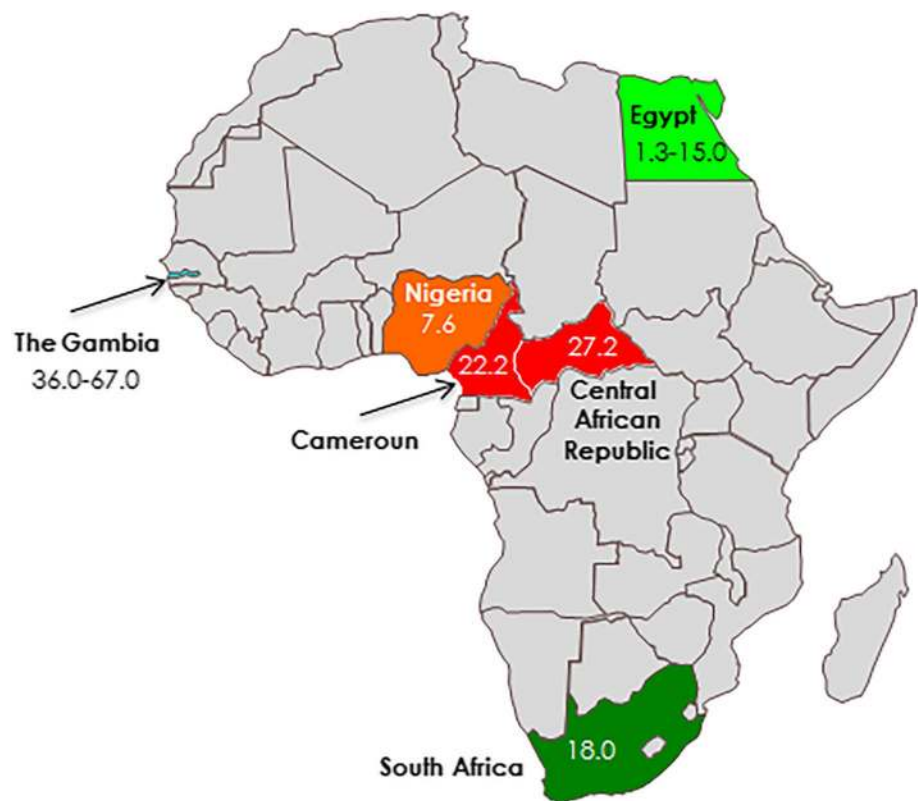 Egypt
1.3-15.0
Nigeria
7.6
The Gambia
36.0-67.0
22.2
27.2
Cameroun
Central
African
Republic
18.0
South Africa